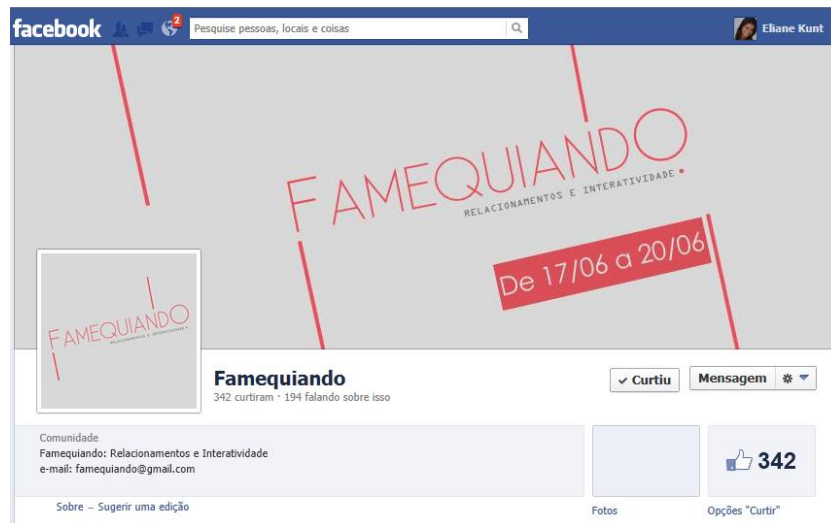 facebook
2
Pesquise pessoas, locais e coisas
Eliane Kunt
FAMEQUIANDO
RELACIONAMENTOS E INTERATIVIDADE.
De 17/06 a 20/06
FAMEQUIANDO
RELACIONAMENTOS E INTERATIVIDADE.
Famequiando
342 curtiram · 194 falando sobre isso
✓ Curtiu
Mensagem
Comunidade
Famequiando: Relacionamentos e Interatividade
e-mail: famequiando@gmail.com
342
Sobre – Sugerir uma edição
Fotos
Opções "Curtir"